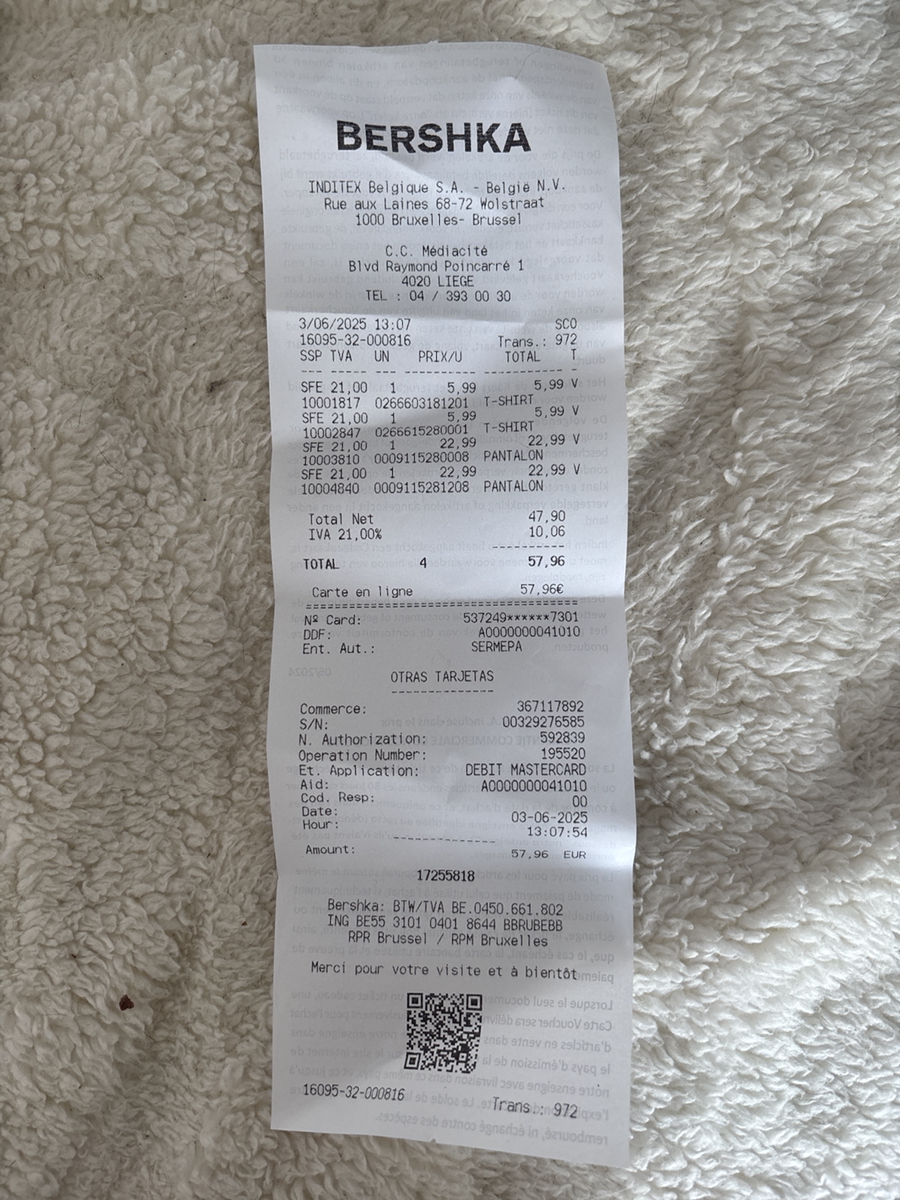 BERSHKA
INDITEX Belgique S.A. - België N.V.
Rue aux Laines 68-72 Wolstraat
1000 Bruxelles- Brussel
C.C. Médiacité
Blvd Raymond Poincarré 1
4020 LIEGE
TEL : 04 / 393 00 30
3/06/2025 13:07 SCO
16095-32-000816 Trans.: 972
SSP TVA UN PRIX/U TOTAL T
SFE 21,00 1 5,99 5,99 V
10001817 0266603181201 T-SHIRT
SFE 21,00 1 5,99 5,99 V
10002847 0266615280001 T-SHIRT
SFE 21,00 1 22,99 22,99 V
10003810 0009115280008 PANTALON
SFE 21,00 1 22,99 22,99 V
10004840 0009115281208 PANTALON
Total Net 47,90
IVA 21,00% 10,06
TOTAL 4 57,96
Carte en ligne 57,96€
Nº Card: 537249******7301
DDF: A0000000041010
Ent. Aut.: SERMEPA
OTRAS TARJETAS
Commerce: 367117892
S/N: 00329276585
N. Authorization: 592839
Operation Number: 195520
Et. Application: DEBIT MASTERCARD
Aid: A0000000041010
Cod. Resp: 00
Date: 03-06-2025
Hour: 13:07:54
Amount: 57,96 EUR
17255818
Bershka: BTW/TVA BE.0450.661.802
ING BE55 3101 0401 8644 BBRUBEBB
RPR Brussel / RPM Bruxelles
Merci pour votre visite et à bientôt
16095-32-000816 Trans.: 972